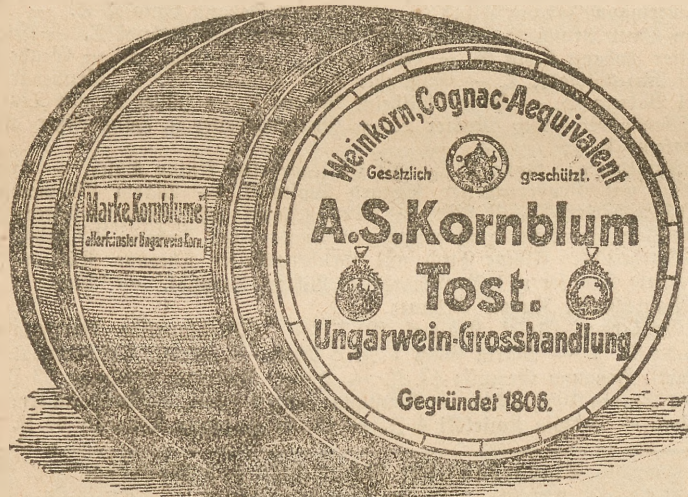 Marke „Kornblume"
allerfeinster Ungarwein-Korn.
Weinkorn, Cognac-Aequivalent
Gesetzlich geschützt.
A.S.Kornblum
Tost.
Ungarwein-Grosshandlung
Gegründet 1806.